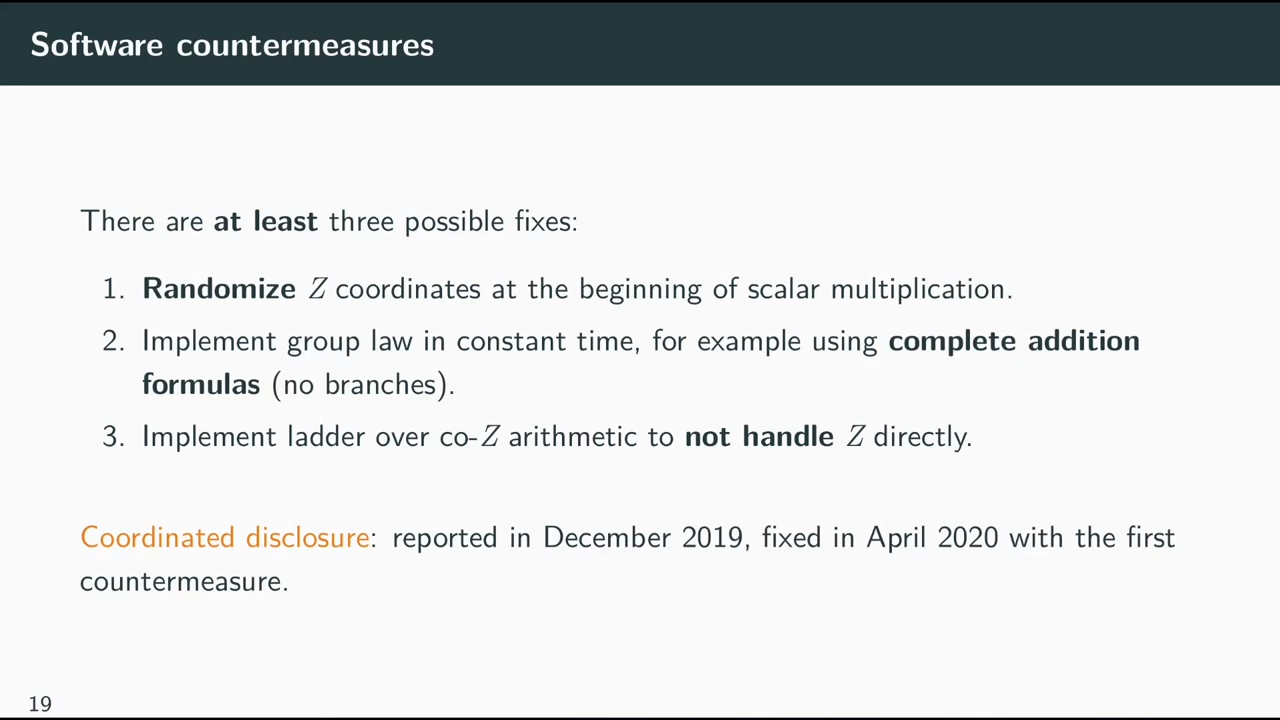 Software countermeasures
There are at least three possible fixes:
1. Randomize Z coordinates at the beginning of scalar multiplication.
2. Implement group law in constant time, for example using complete addition
formulas (no branches).
3. Implement ladder over co-Z arithmetic to not handle Z directly.
Coordinated disclosure: reported in December 2019, fixed in April 2020 with the first
countermeasure.
19